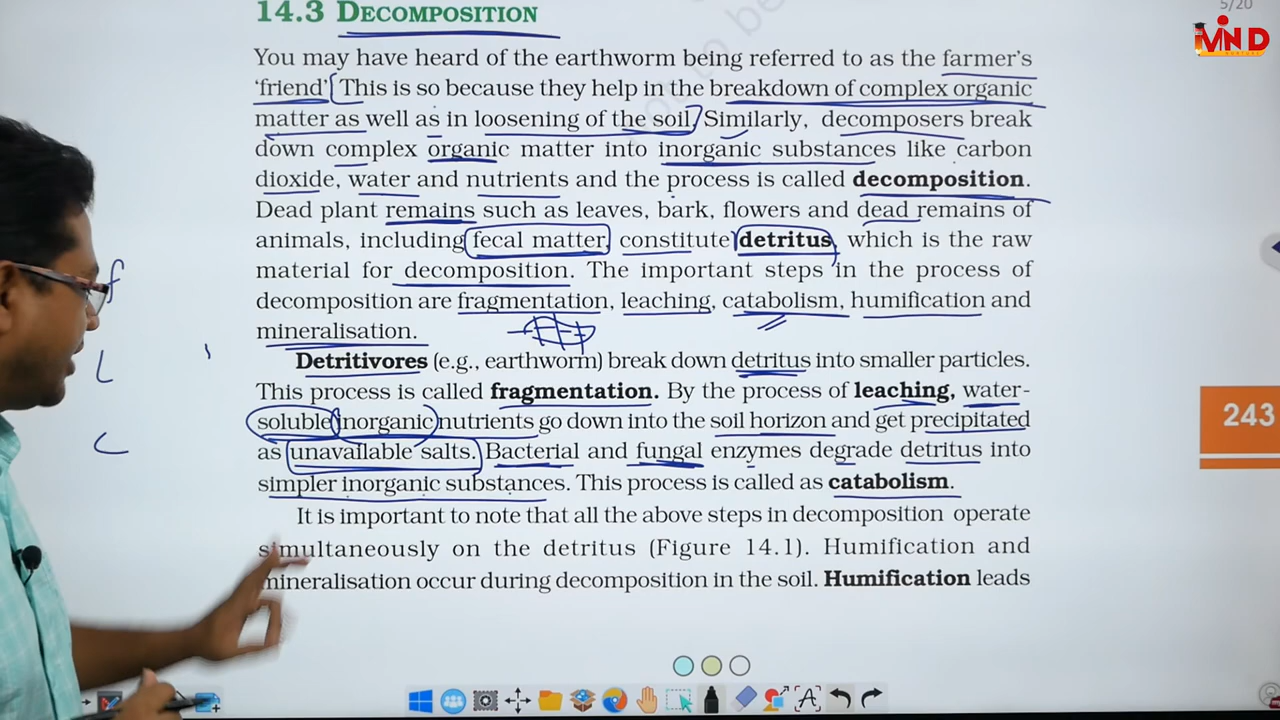 5/20
MIND
14.3 DECOMPOSITION
You may have heard of the earthworm being referred to as the farmer's
'friend' This is so because they help in the breakdown of complex organic
matter as well as in loosening of the soil. Similarly, decomposers break
down complex organic matter into inorganic substances like carbon
dioxide, water and nutrients and the process is called decomposition.
Dead plant remains such as leaves, bark, flowers and dead remains of
animals, including fecal matter, constitute detritus, which is the raw
material for decomposition. The important steps in the process of
decomposition are fragmentation, leaching, catabolism, humification and
mineralisation.
Detritivores (e.g., earthworm) break down detritus into smaller particles.
This process is called fragmentation. By the process of leaching, water-
soluble inorganic nutrients go down into the soil horizon and get precipitated
as unavailable salts. Bacterial and fungal enzymes degrade detritus into
simpler inorganic substances. This process is called as catabolism.
It is important to note that all the above steps in decomposition operate
simultaneously on the detritus (Figure 14.1). Humification and
mineralisation occur during decomposition in the soil. Humification leads
243
f
L
C